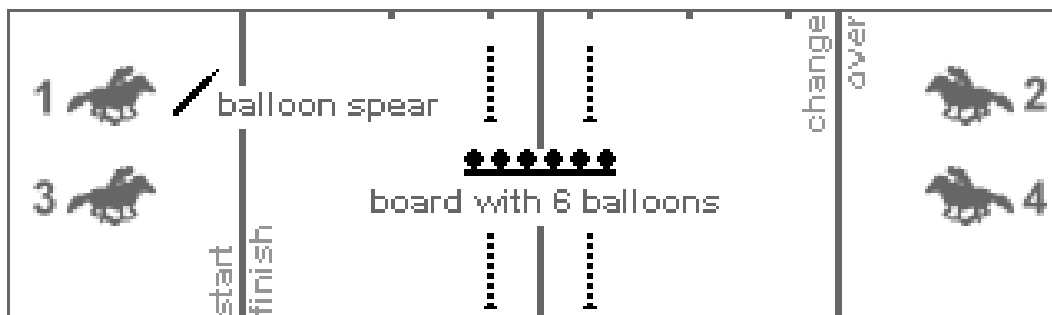 1
balloon spear
change
over
2
board with 6 balloons
3
4
start
finish